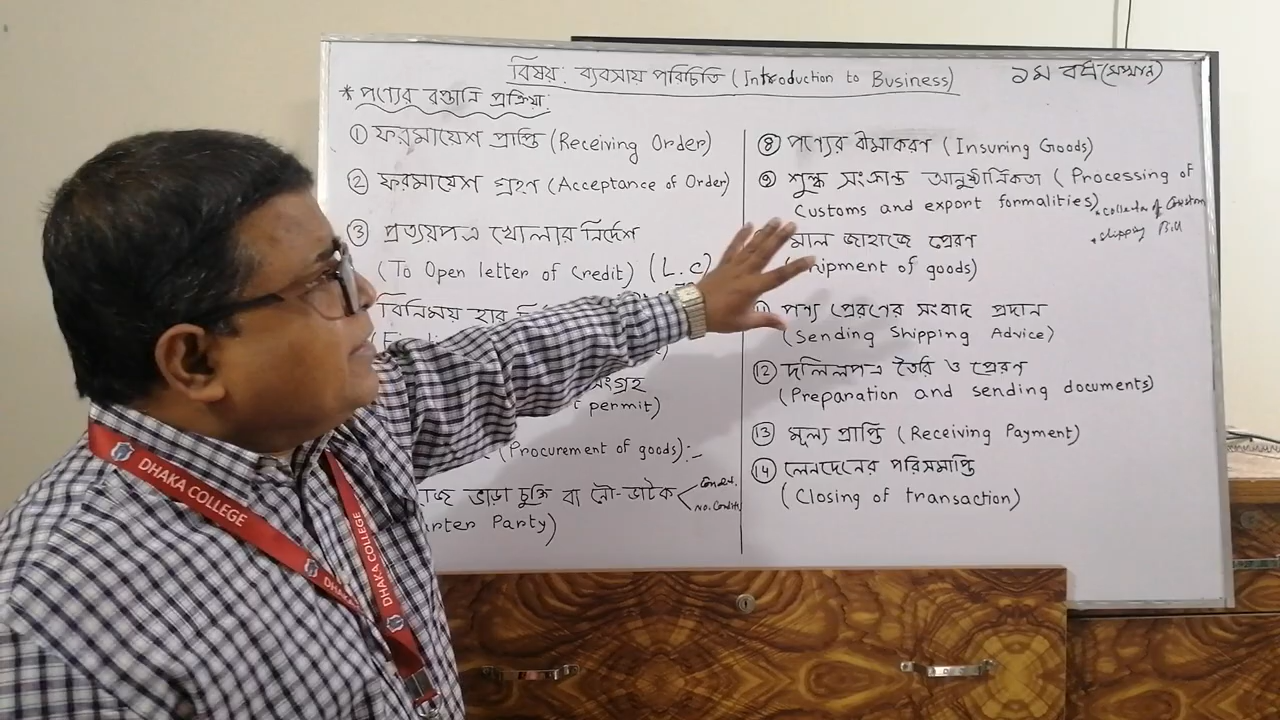 বিষয়: ব্যবসায় পরিচিতি (Introduction to Business)
১ম বর্ষ (সম্মান)
* পণ্যের রপ্তানি প্রক্রিয়া:
① ফরমায়েশ প্রাপ্তি (Receiving Order)
② ফরমায়েশ গ্রহণ (Acceptance of Order)
③ প্রত্যয়পত্র খোলার নির্দেশ
(To Open letter of credit) (L.C)
বিনিময় হার
সংগ্রহ
permit)
(Procurement of goods):-
ভাড়া চুক্তি বা নৌ-ভাটক
Party)
⑧ পণ্যের বীমাকরণ (Insuring Goods)
⑨ শুল্ক সংক্রান্ত আনুষ্ঠানিকতা (Processing of
Customs and export formalities)
* shipping Bill
মাল জাহাজে প্রেরণ
of goods)
পণ্য প্রেরণের সংবাদ প্রদান
(Sending Shipping Advice)
⑫ দলিলপত্র তৈরি ও প্রেরণ
(Preparation and sending documents)
⑬ মূল্য প্রাপ্তি (Receiving Payment)
⑭ লেনদেনের পরিসমাপ্তি
(Closing of transaction)
DHAKA COLLEGE
DHAKA COLLEGE